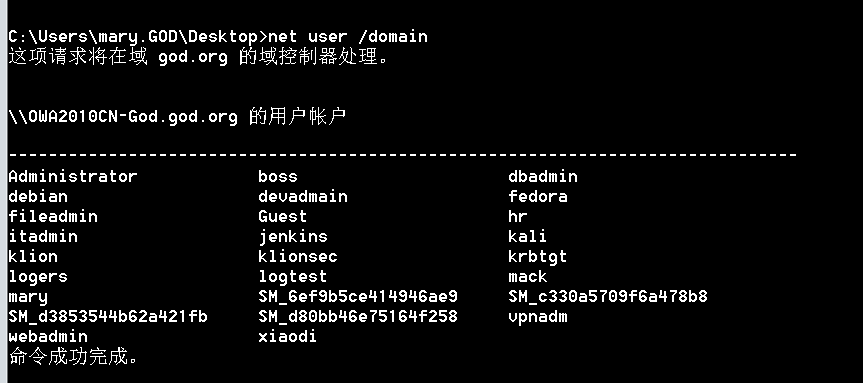 C:\Users\mary.GOD\Desktop>net user /domain
这项请求将在域 god.org 的域控制器处理。
\\OWA2010CN-God.god.org 的用户帐户
-------------------------------------------------------------------------------
Administrator            boss                     dbadmin
debian                   devadmain                fedora
fileadmin                Guest                    hr
itadmin                  jenkins                  kali
klion                    klionsec                 krbtgt
logers                   logtest                  mack
mary                     SM_6ef9b5ce414946ae9     SM_c330a5709f6a478b8
SM_d3853544b62a421fb     SM_d80bb46e75164f258     vpnadm
webadmin                 xiaodi
命令成功完成。